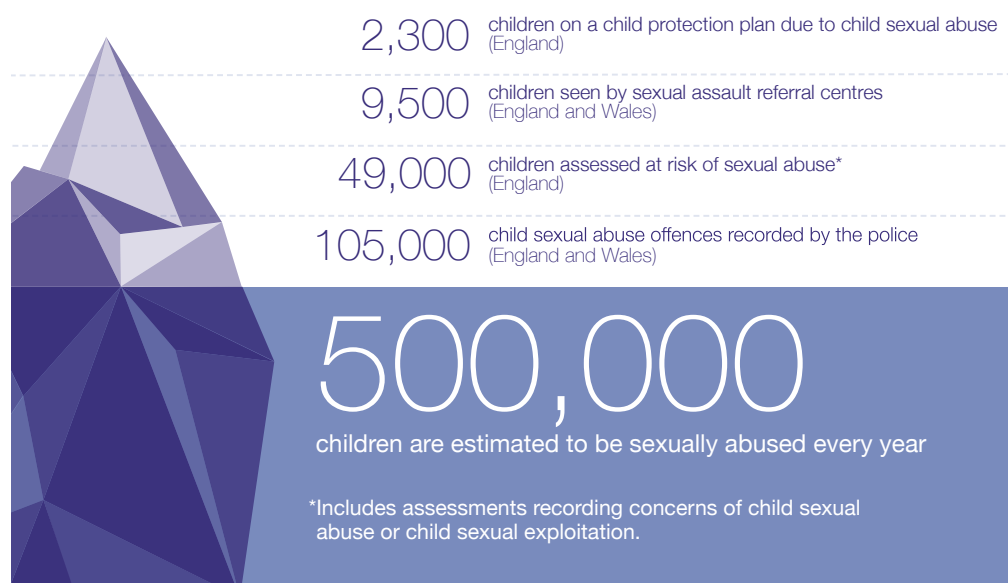 2,300 children on a child protection plan due to child sexual abuse
(England)
9,500 children seen by sexual assault referral centres
(England and Wales)
49,000 children assessed at risk of sexual abuse*
(England)
105,000 child sexual abuse offences recorded by the police
(England and Wales)
500,000
children are estimated to be sexually abused every year
*Includes assessments recording concerns of child sexual
abuse or child sexual exploitation.